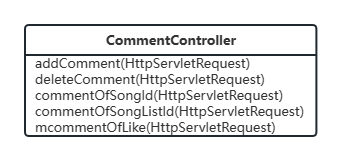 CommentController
addComment(HttpServletRequest)
deleteComment(HttpServletRequest)
commentOfSongId(HttpServletRequest)
commentOfSongListId(HttpServletRequest)
mcommentOfLike(HttpServletRequest)